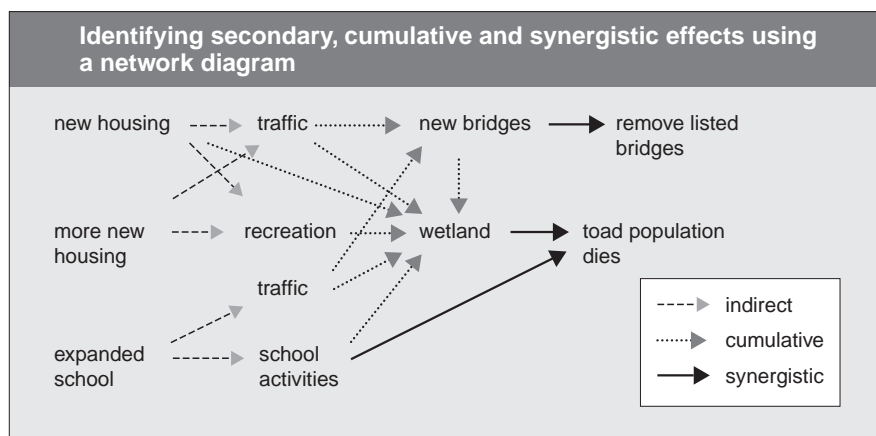 Identifying secondary, cumulative and synergistic effects using
a network diagram
new housing
traffic
new bridges
remove listed
bridges
more new
housing
recreation
wetland
toad population
dies
traffic
expanded
school
school
activities
indirect
cumulative
synergistic